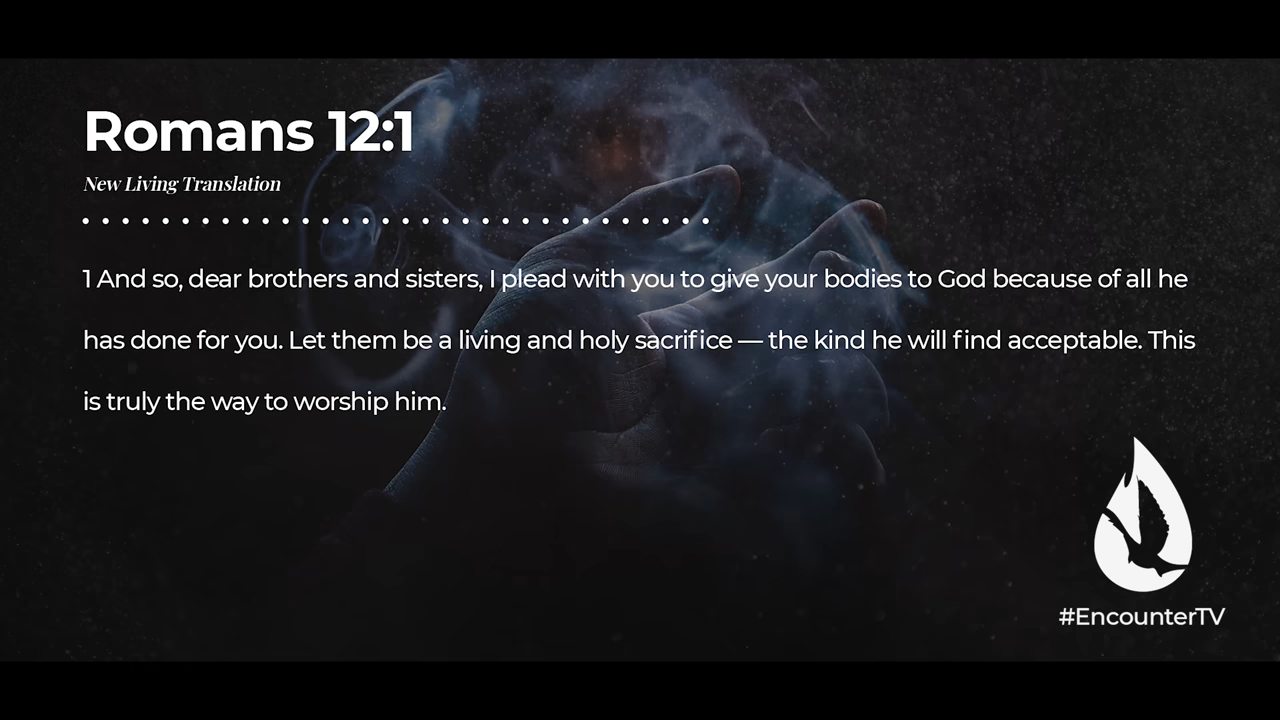 Romans 12:1
New Living Translation
1 And so, dear brothers and sisters, I plead with you to give your bodies to God because of all he
has done for you. Let them be a living and holy sacrifice — the kind he will find acceptable. This
is truly the way to worship him.
#EncounterTV